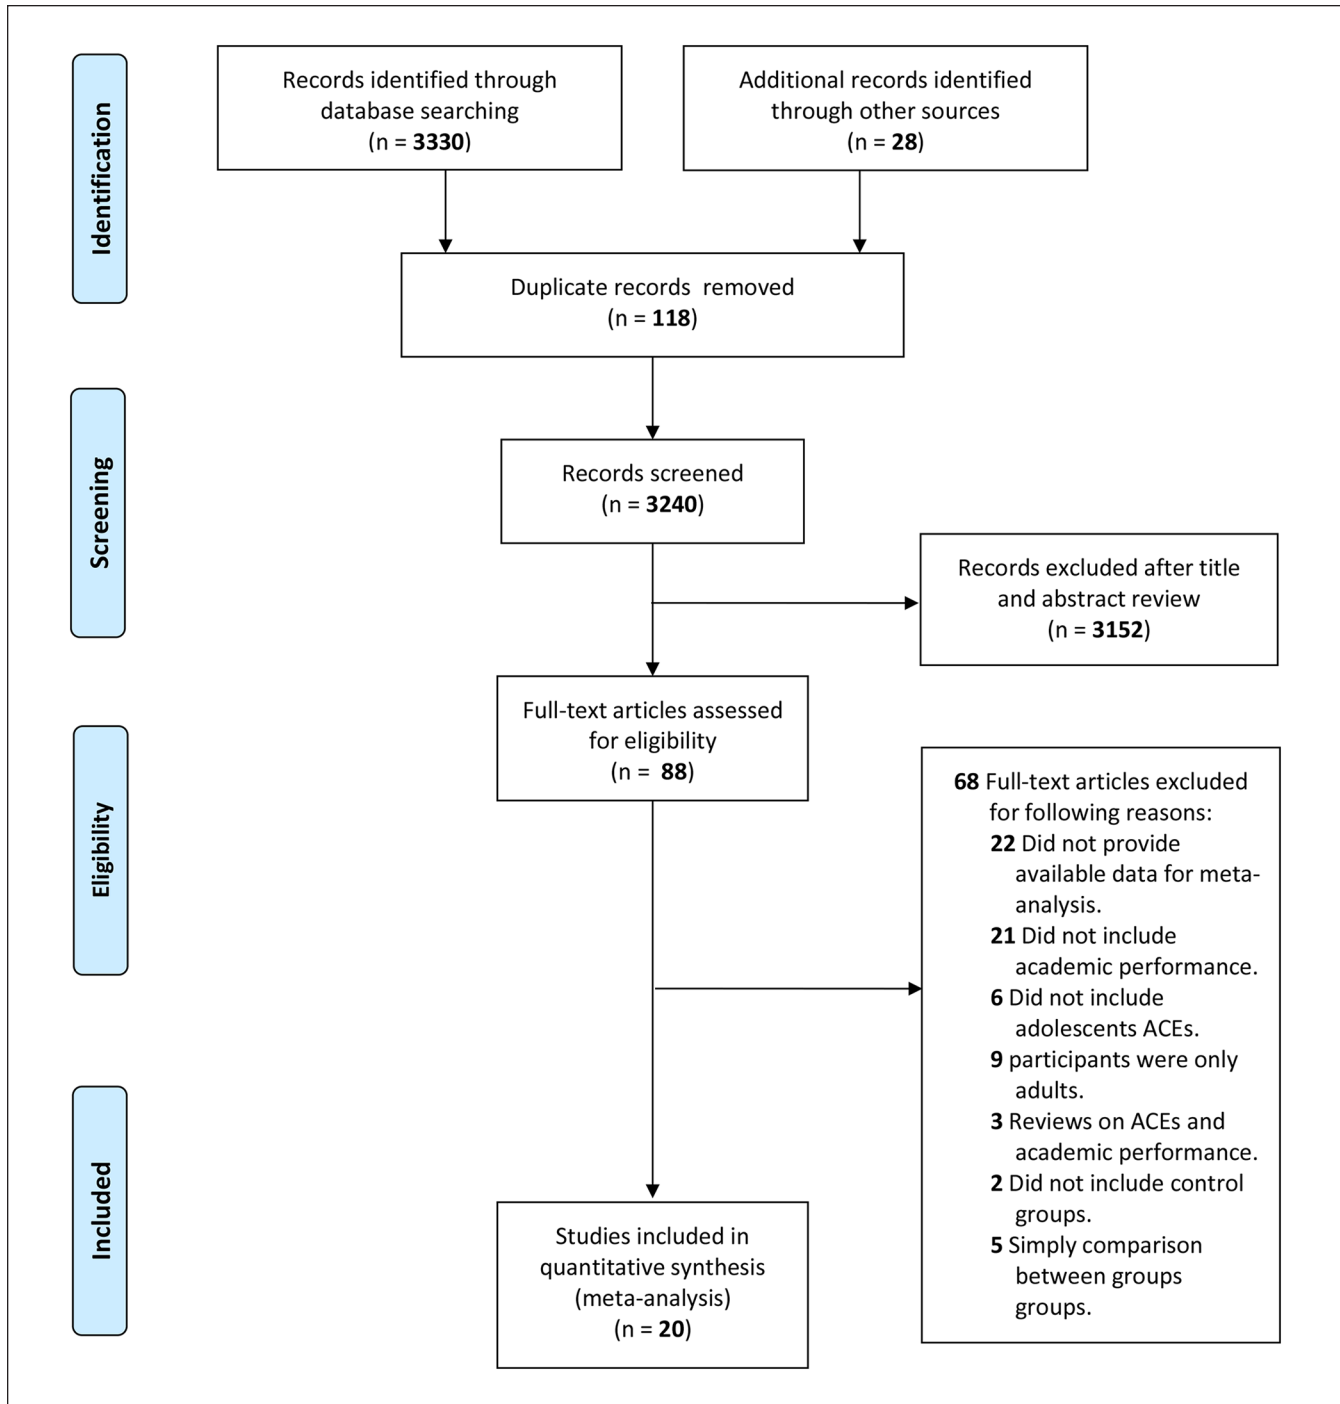 Identification
Records identified through
database searching
(n = 3330)
Additional records identified
through other sources
(n = 28)
Duplicate records  removed
(n = 118)
Screening
Records screened
(n = 3240)
Records excluded after title
and abstract review
(n = 3152)
Eligibility
Full-text articles assessed
for eligibility
(n =  88)
68 Full-text articles excluded
for following reasons:
22 Did not provide
available data for meta-
analysis.
21 Did not include
academic performance.
6 Did not include
adolescents ACEs.
9 participants were only
adults.
3 Reviews on ACEs and
academic performance.
2 Did not include control
groups.
5 Simply comparison
between groups
groups.
Included
Studies included in
quantitative synthesis
(meta-analysis)
(n = 20)